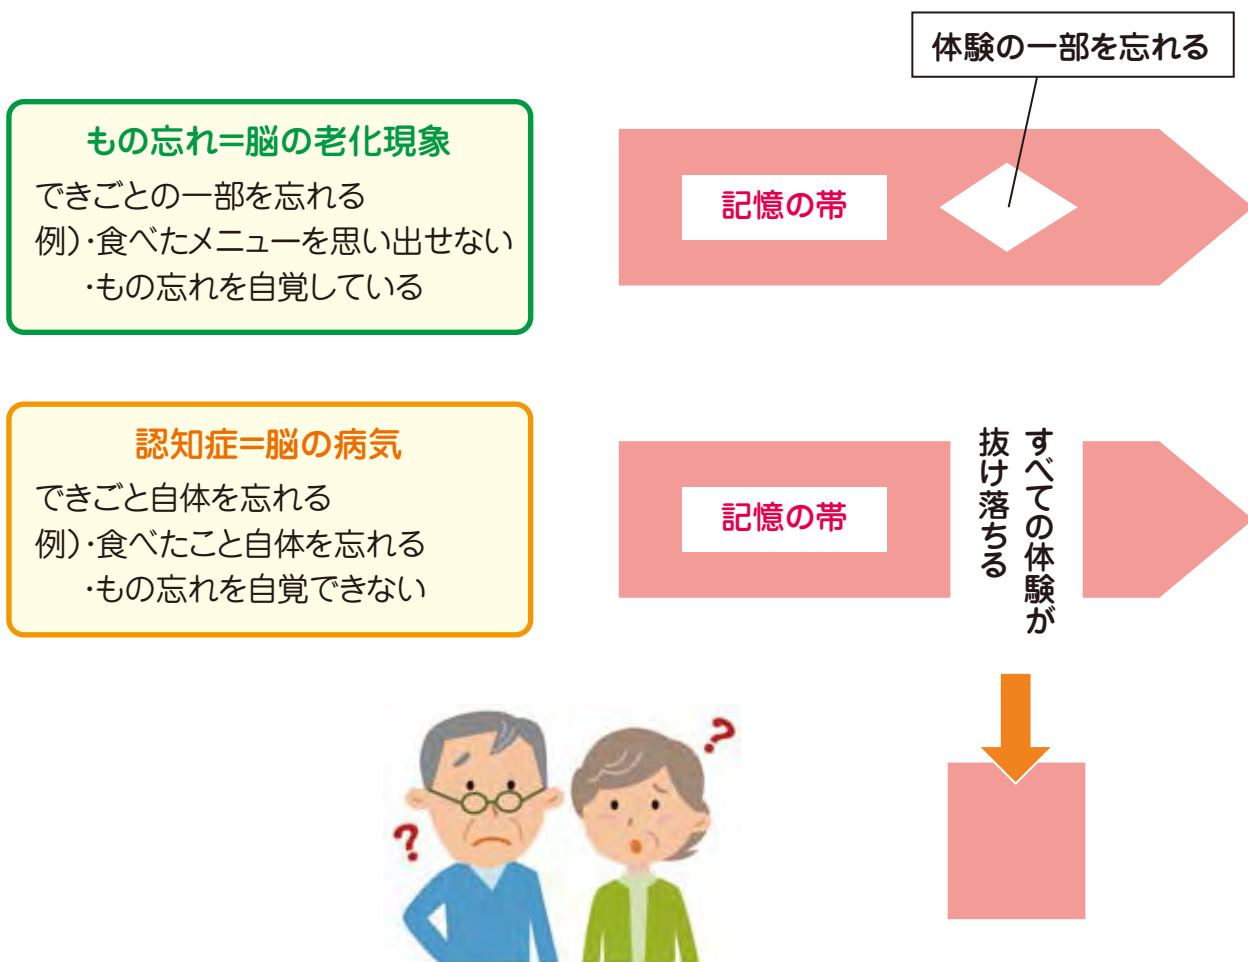 体験の一部を忘れる
もの忘れ=脳の老化現象
できごとの一部を忘れる
例)・食べたメニューを思い出せない
・もの忘れを自覚している
記憶の帯
認知症=脳の病気
できごと自体を忘れる
例)・食べたこと自体を忘れる
・もの忘れを自覚できない
記憶の帯
すべての体験が
抜け落ちる
?
?